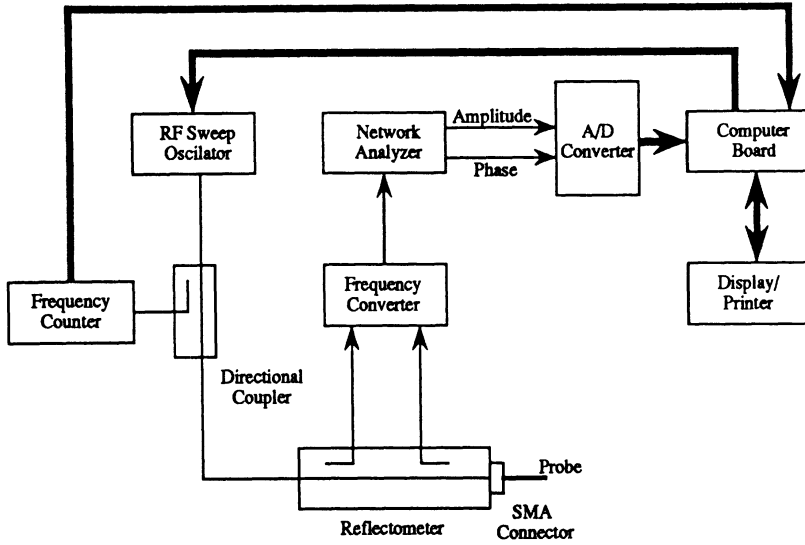 RF Sweep
Oscilator
Network
Analyzer
Amplitude
Phase
A/D
Converter
Computer
Board
Frequency
Counter
Frequency
Converter
Display/
Printer
Directional
Coupler
Probe
Reflectometer
SMA
Connector